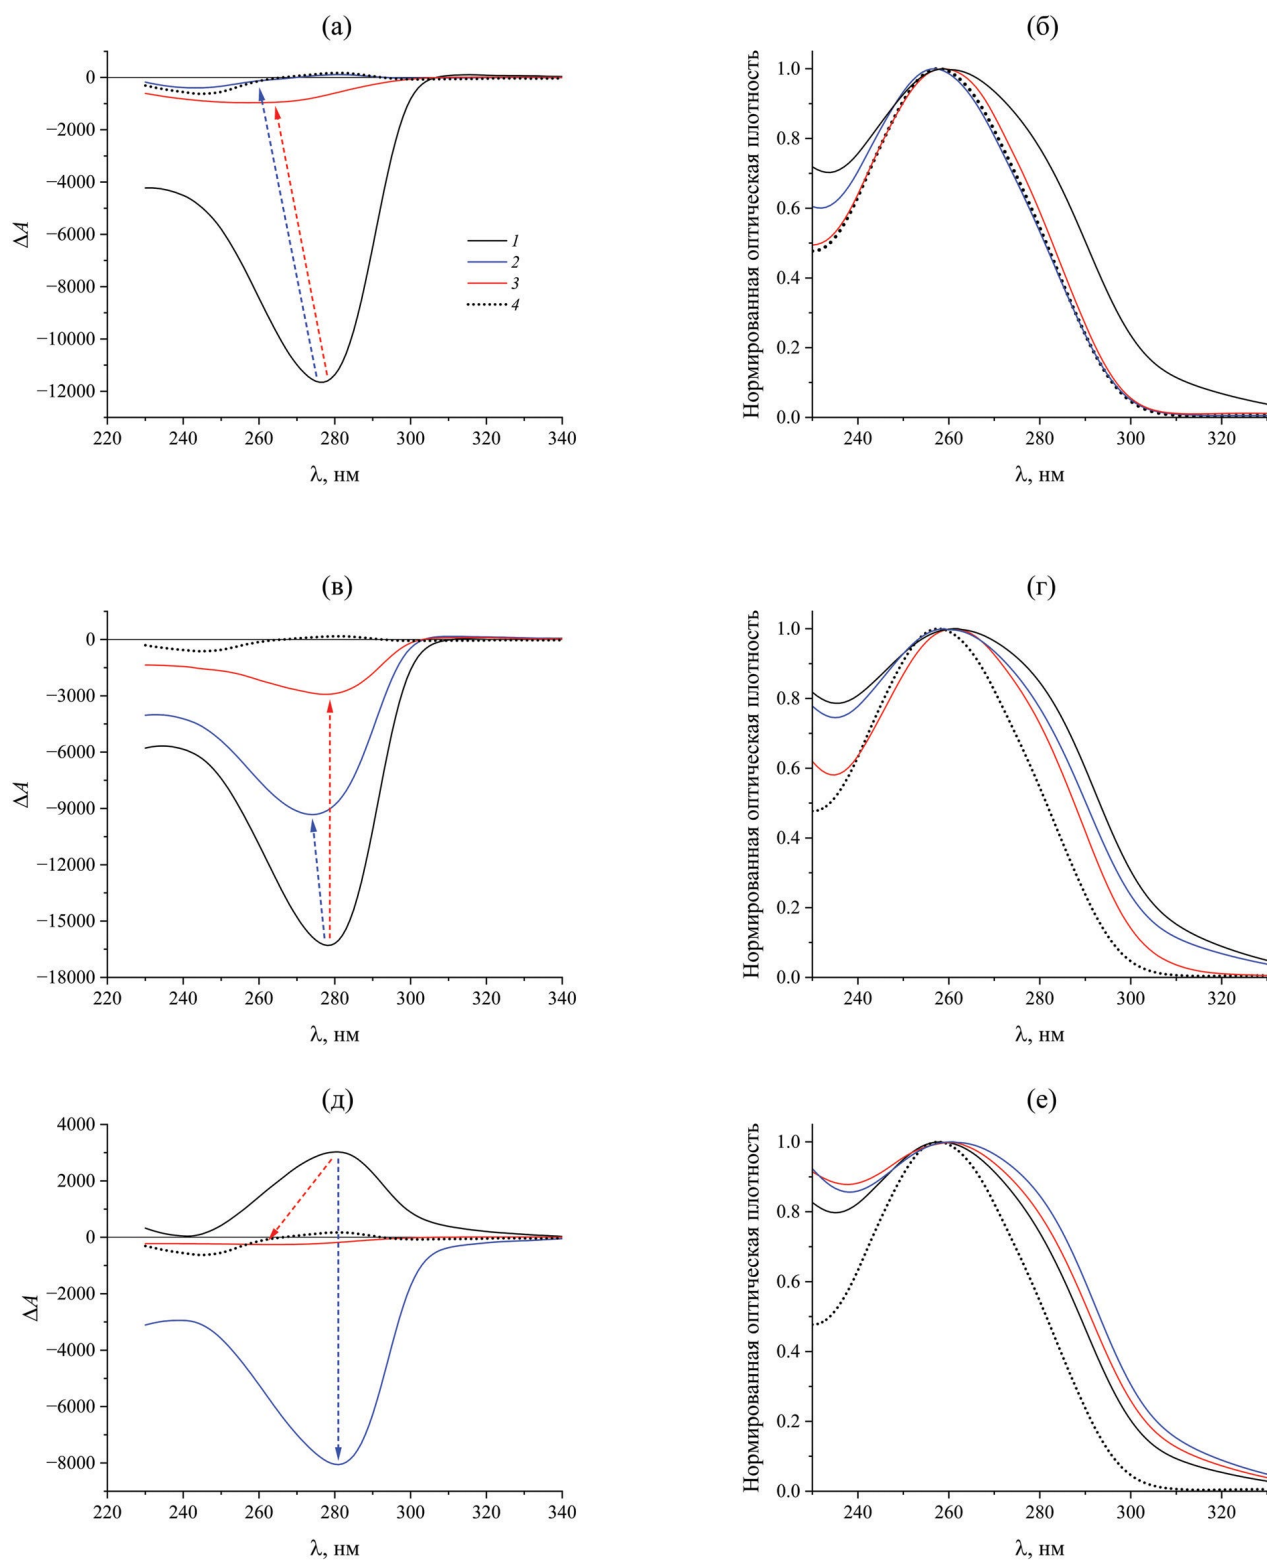 (а)
0
−2000
−4000
−6000
−8000
−10000
−12000
ΔA
1
2
3
4
220 240 260 280 300 320 340
λ, нм
(б)
Нормированная оптическая плотность
1.0
0.8
0.6
0.4
0.2
0.0
240 260 280 300 320
λ, нм
(в)
0
−3000
−6000
−9000
−12000
−15000
−18000
ΔA
220 240 260 280 300 320 340
λ, нм
(г)
Нормированная оптическая плотность
1.0
0.8
0.6
0.4
0.2
0.0
240 260 280 300 320
λ, нм
(д)
4000
2000
0
−2000
−4000
−6000
−8000
ΔA
220 240 260 280 300 320 340
λ, нм
(е)
Нормированная оптическая плотность
1.0
0.8
0.6
0.4
0.2
0.0
240 260 280 300 320
λ, нм